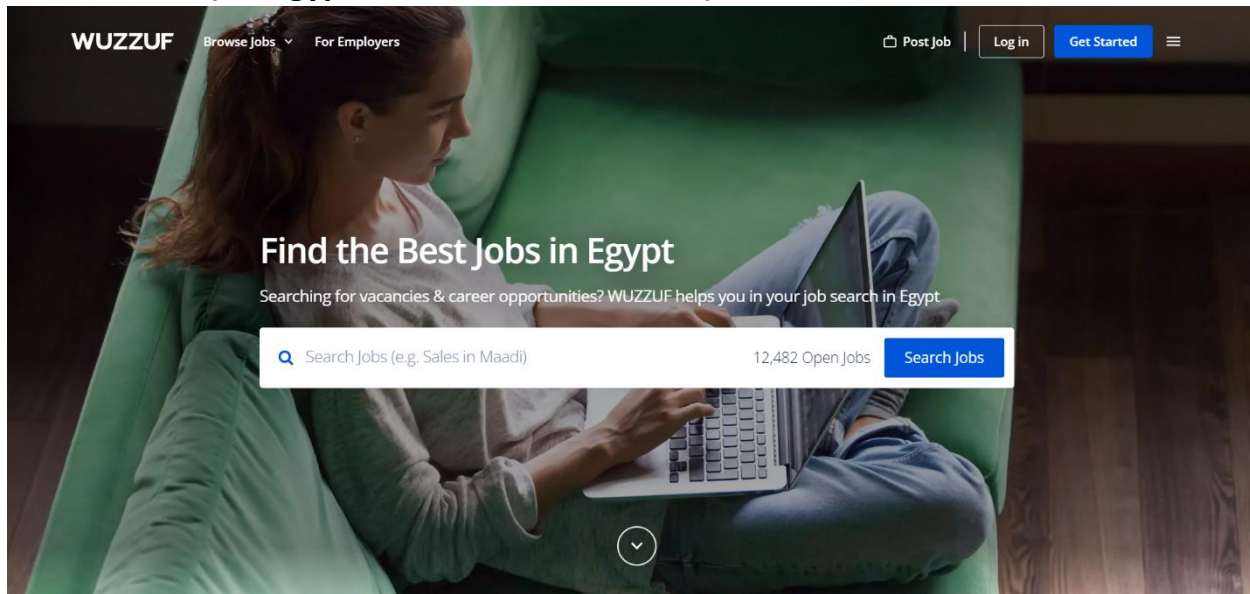 WUZZUF Browse Jobs For Employers Post Job Log in Get Started
Find the Best Jobs in Egypt
Searching for vacancies & career opportunities? WUZZUF helps you in your job search in Egypt
Search Jobs (e.g. Sales in Maadi) 12,482 Open Jobs Search Jobs